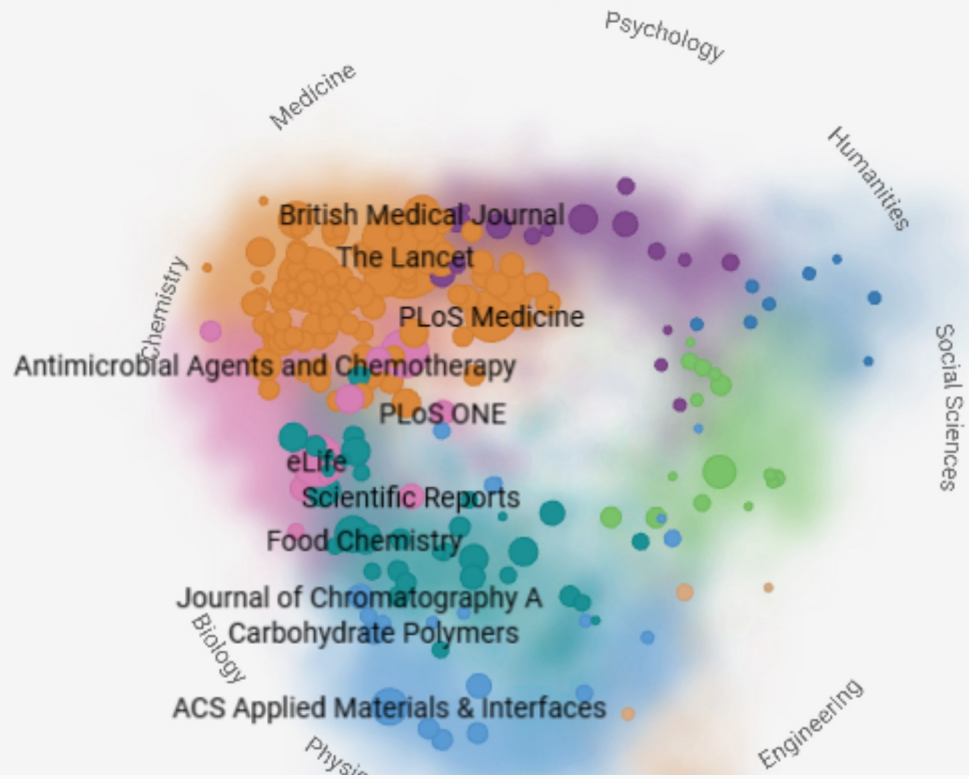 Psychology
Medicine
Humanities
British Medical Journal
The Lancet
Chemistry
PLoS Medicine
Social Sciences
Antimicrobial Agents and Chemotherapy
PLoS ONE
eLife
Scientific Reports
Food Chemistry
Journal of Chromatography A
Biology
Carbohydrate Polymers
ACS Applied Materials & Interfaces
Engineering